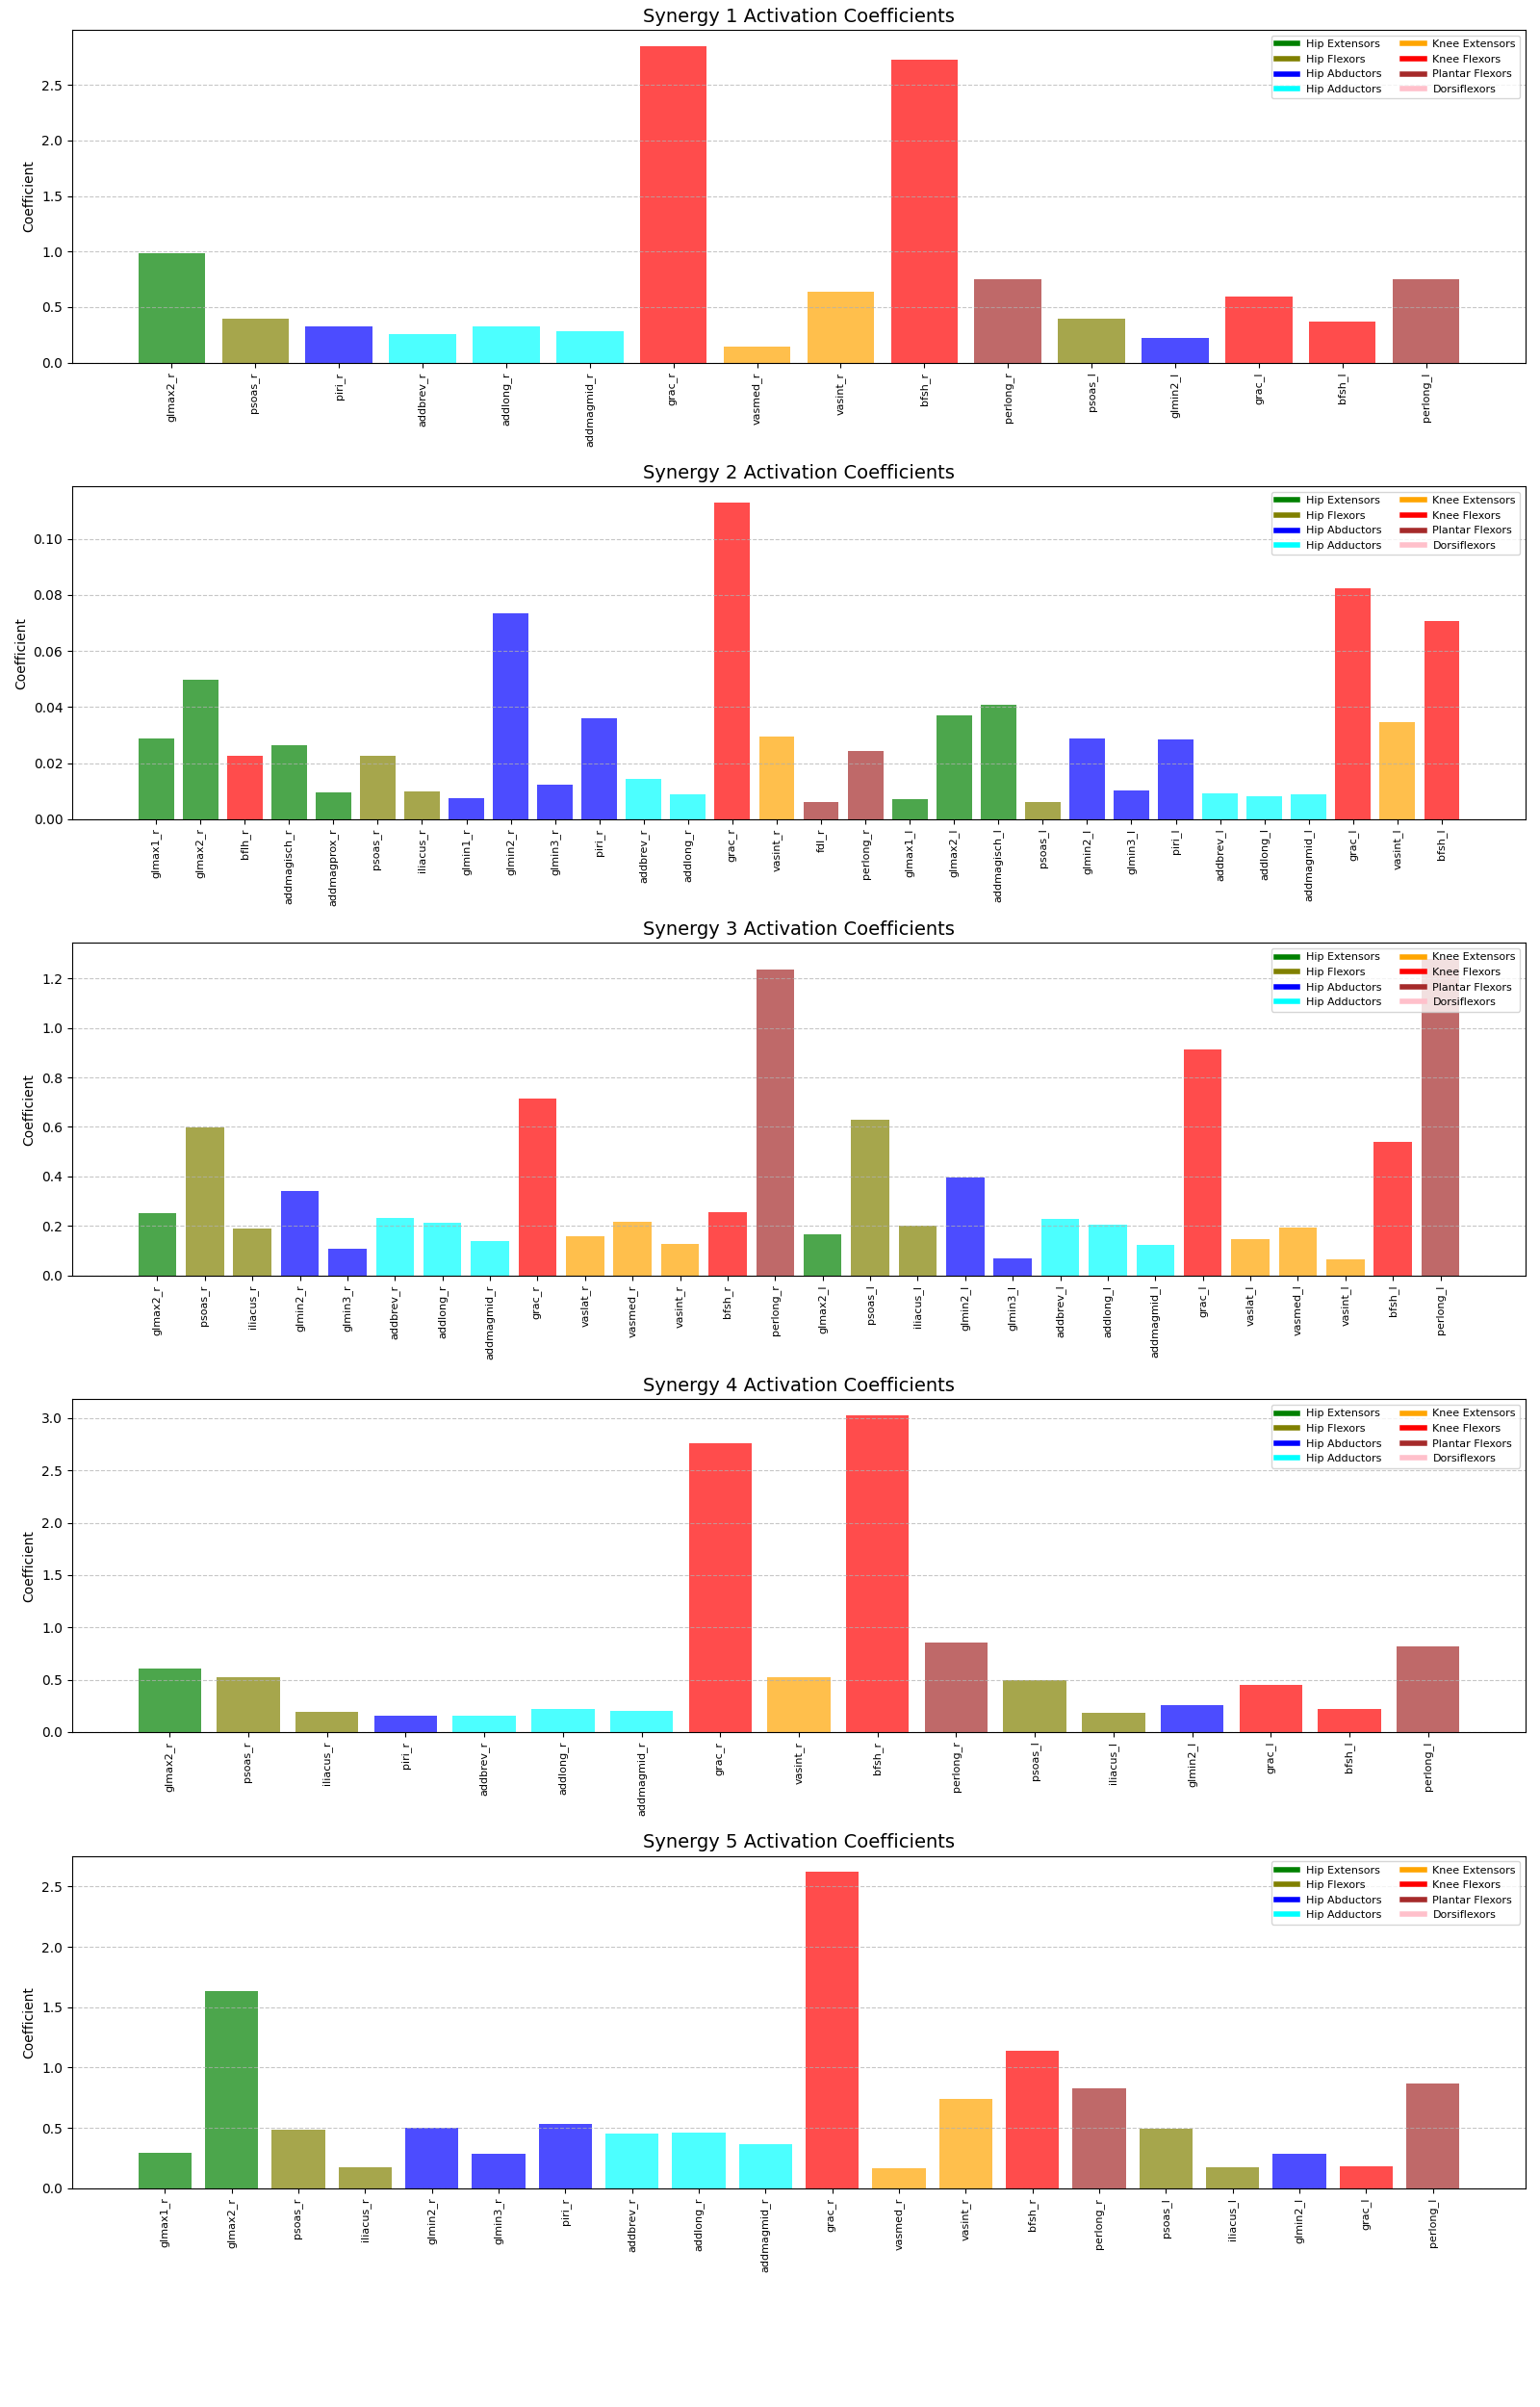 Synergy 1 Activation Coefficients
Coefficient
2.5
2.0
1.5
1.0
0.5
0.0
Hip Extensors
Hip Flexors
Hip Abductors
Hip Adductors
Knee Extensors
Knee Flexors
Plantar Flexors
Dorsiflexors
glmax2_r
psoas_r
piri_r
addbrev_r
addlong_r
addmagmid_r
grac_r
vasmed_r
vasint_r
bfsh_r
perlong_r
psoas_l
glmin2_l
grac_l
bfsh_l
perlong_l
Synergy 2 Activation Coefficients
Coefficient
0.10
0.08
0.06
0.04
0.02
0.00
Hip Extensors
Hip Flexors
Hip Abductors
Hip Adductors
Knee Extensors
Knee Flexors
Plantar Flexors
Dorsiflexors
glmax1_r
glmax2_r
bflh_r
addmagisch_r
addmagprox_r
psoas_r
iliacus_r
glmin1_r
glmin2_r
glmin3_r
piri_r
addbrev_r
addlong_r
grac_r
vasint_r
fdl_r
perlong_r
glmax1_l
glmax2_l
addmagisch_l
psoas_l
glmin2_l
glmin3_l
piri_l
addbrev_l
addlong_l
addmagmid_l
grac_l
vasint_l
bfsh_l
Synergy 3 Activation Coefficients
Coefficient
1.2
1.0
0.8
0.6
0.4
0.2
0.0
Hip Extensors
Hip Flexors
Hip Abductors
Hip Adductors
Knee Extensors
Knee Flexors
Plantar Flexors
Dorsiflexors
glmax2_r
psoas_r
iliacus_r
glmin2_r
glmin3_r
addbrev_r
addlong_r
addmagmid_r
grac_r
vaslat_r
vasmed_r
vasint_r
bfsh_r
perlong_r
glmax2_l
psoas_l
iliacus_l
glmin2_l
glmin3_l
addbrev_l
addlong_l
addmagmid_l
grac_l
vaslat_l
vasmed_l
vasint_l
bfsh_l
perlong_l
Synergy 4 Activation Coefficients
Coefficient
3.0
2.5
2.0
1.5
1.0
0.5
0.0
Hip Extensors
Hip Flexors
Hip Abductors
Hip Adductors
Knee Extensors
Knee Flexors
Plantar Flexors
Dorsiflexors
glmax2_r
psoas_r
iliacus_r
piri_r
addbrev_r
addlong_r
addmagmid_r
grac_r
vasint_r
bfsh_r
perlong_r
psoas_l
iliacus_l
glmin2_l
grac_l
bfsh_l
perlong_l
Synergy 5 Activation Coefficients
Coefficient
2.5
2.0
1.5
1.0
0.5
0.0
Hip Extensors
Hip Flexors
Hip Abductors
Hip Adductors
Knee Extensors
Knee Flexors
Plantar Flexors
Dorsiflexors
glmax1_r
glmax2_r
psoas_r
iliacus_r
glmin2_r
glmin3_r
piri_r
addbrev_r
addlong_r
addmagmid_r
grac_r
vasmed_r
vasint_r
bfsh_r
perlong_r
psoas_l
iliacus_l
glmin2_l
grac_l
perlong_l